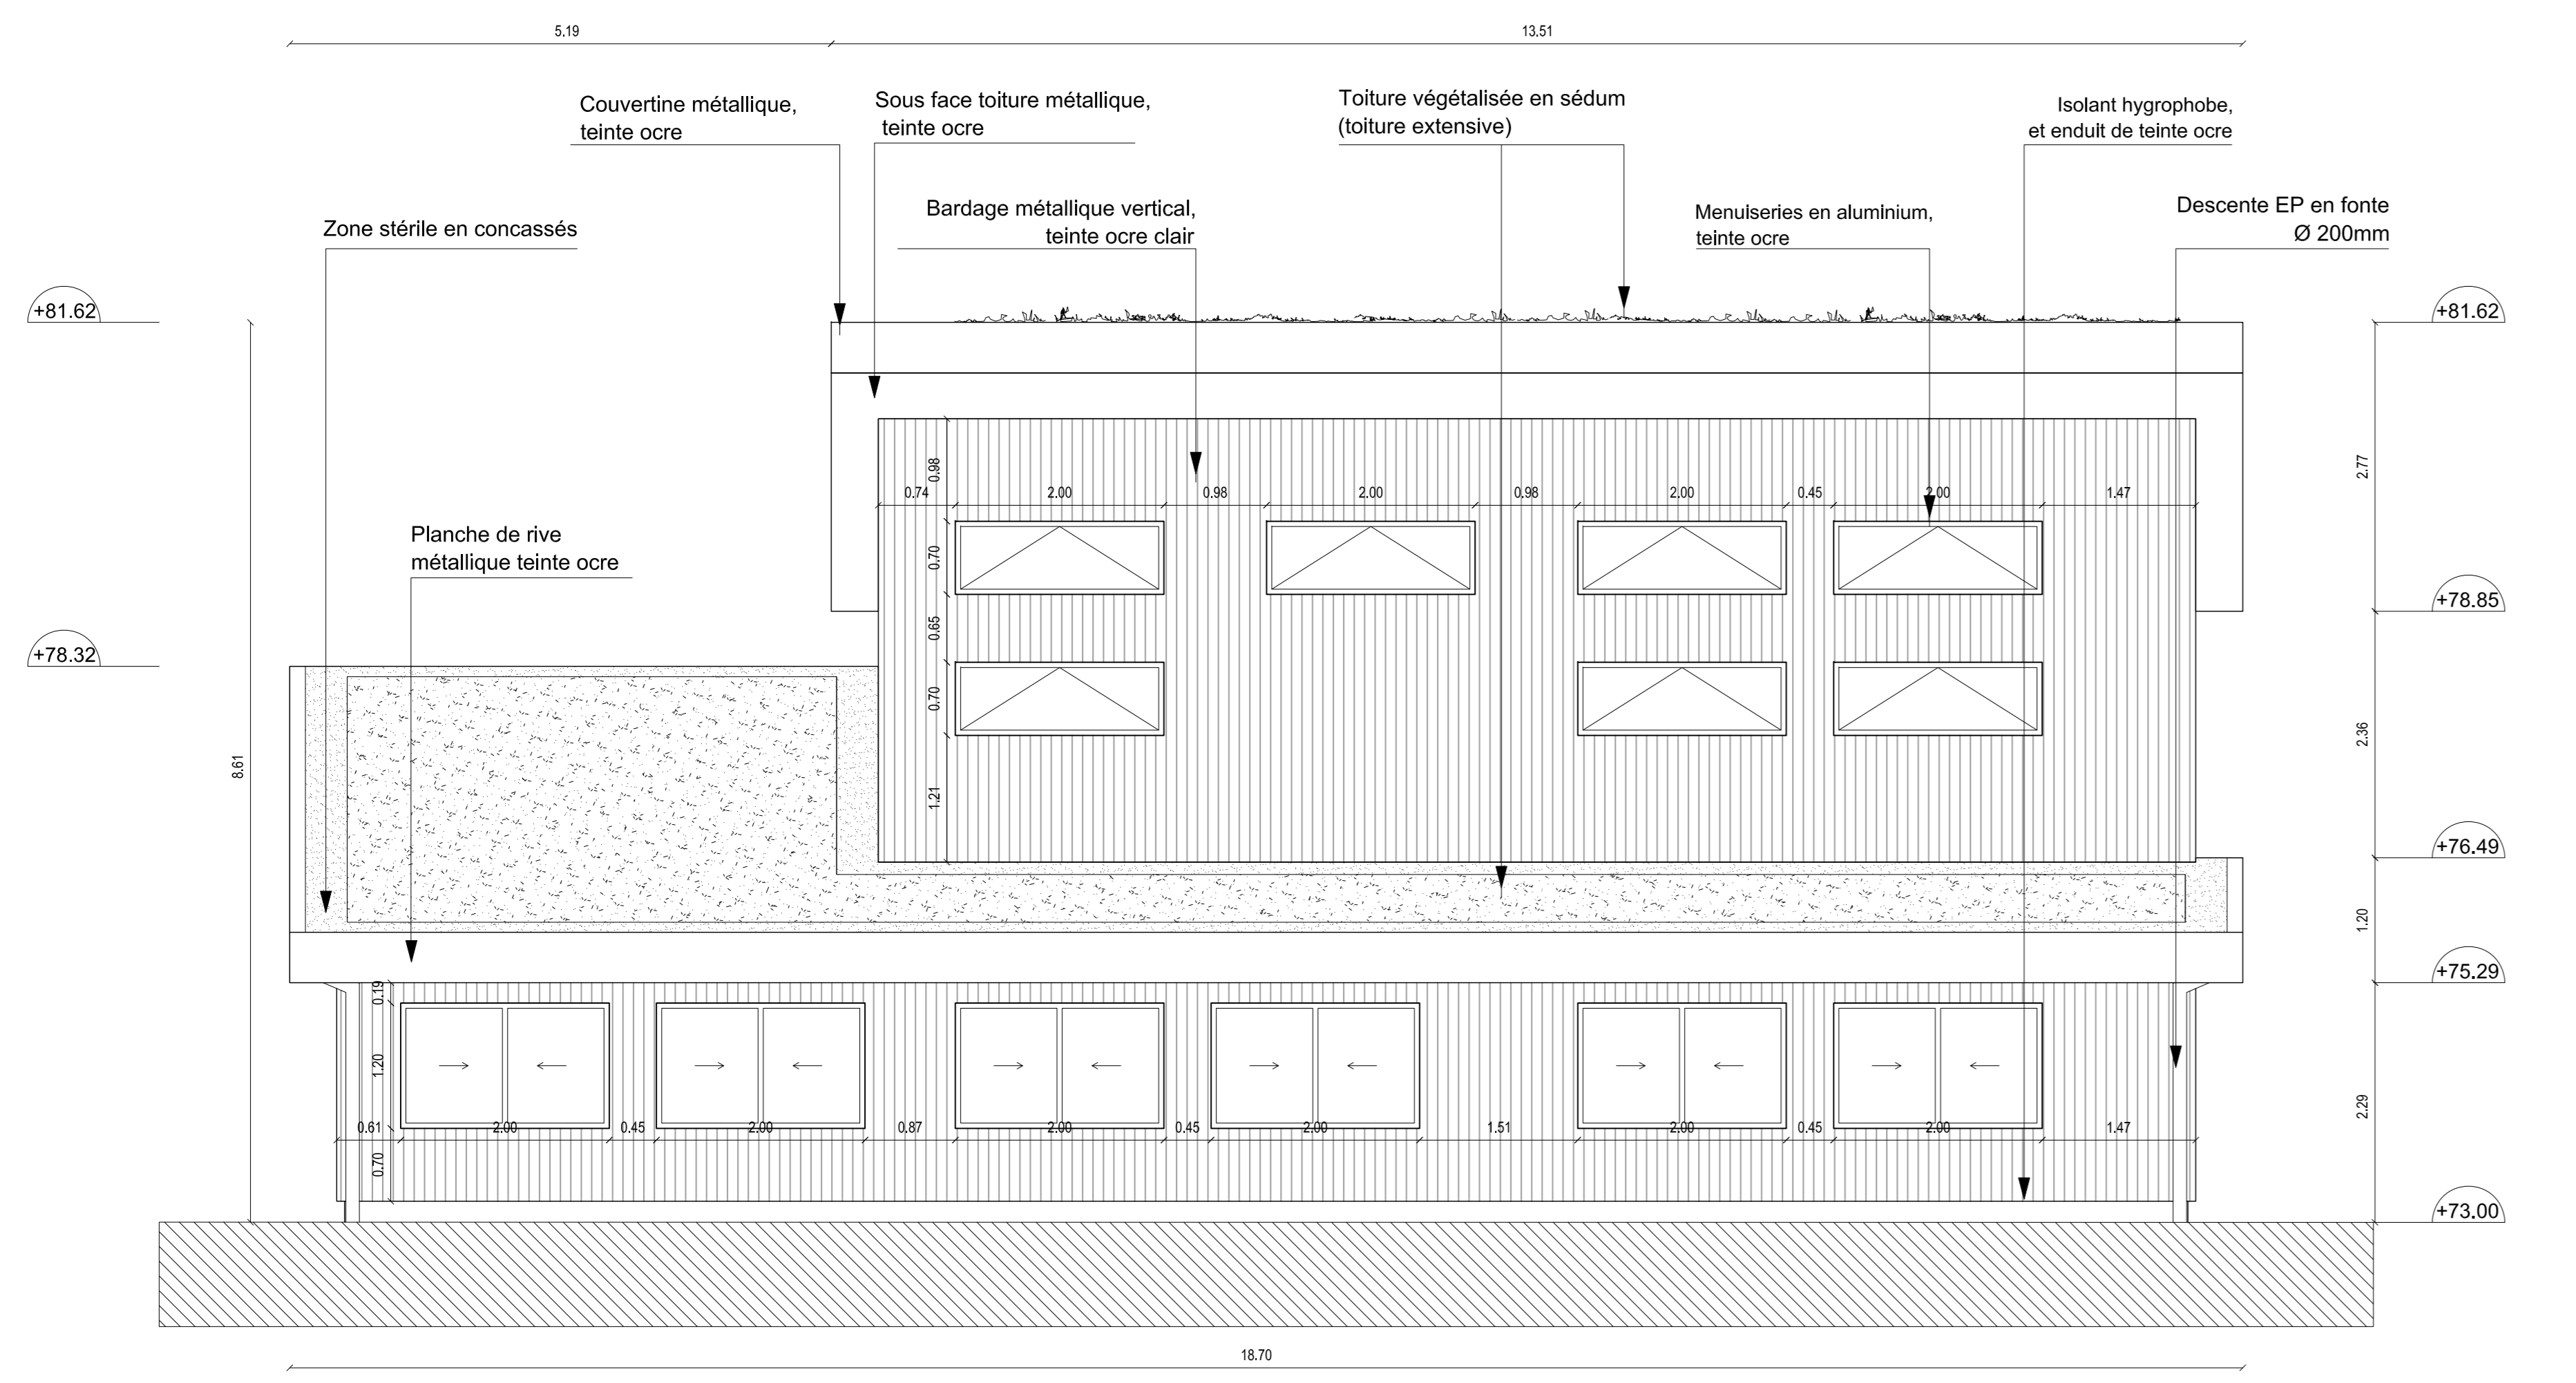 5.19
13.51
Couvertine métallique,
teinte ocre
Sous face toiture métallique,
teinte ocre
Toiture végétalisée en sédum
(toiture extensive)
Isolant hygrophobe,
et enduit de teinte ocre
Zone stérile en concassés
Bardage métallique vertical,
teinte ocre clair
Menuiseries en aluminium,
teinte ocre
Descente EP en fonte
Ø 200mm
+81.62
+81.62
Planche de rive
métallique teinte ocre
0.98
2.77
0.74
2.00
0.98
2.00
0.98
2.00
0.45
2.00
1.47
0.70
0.65
0.70
1.21
+78.85
+78.32
8.61
2.36
+76.49
1.20
+75.29
0.19
1.20
0.70
2.29
0.61
2.00
0.45
2.00
0.87
2.00
0.45
2.00
1.51
2.00
0.45
2.00
1.47
+73.00
18.70